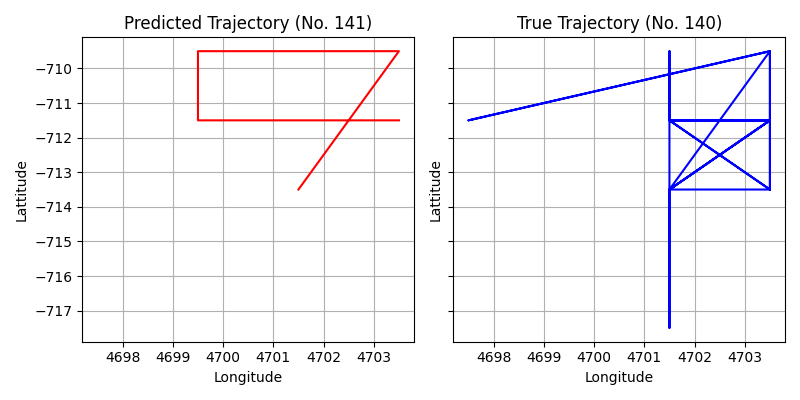 Predicted Trajectory (No. 141)
True Trajectory (No. 140)
Lattitude
−710
−711
−712
−713
−714
−715
−716
−717
4698 4699 4700 4701 4702 4703
Longitude
Lattitude
4698 4699 4700 4701 4702 4703
Longitude